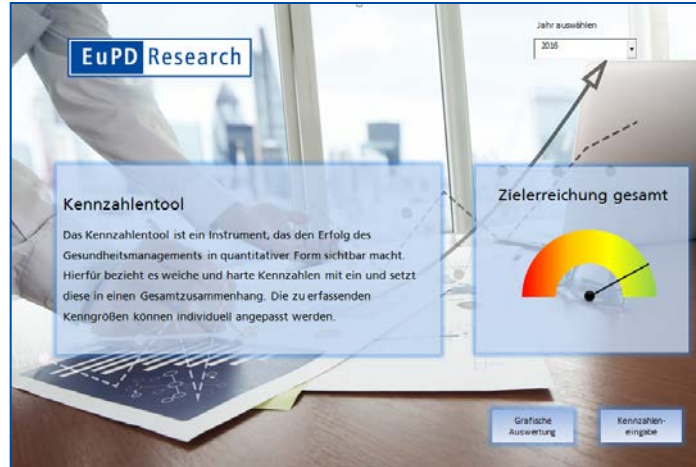 EuPD Research
Jahr auswählen
2016
Kennzahlentool
Das Kennzahlentool ist ein Instrument, das den Erfolg des
Gesundheitsmanagements in quantitativer Form sichtbar macht.
Hierfür bezieht es weiche und harte Kennzahlen mit ein und setzt
diese in einen Gesamtzusammenhang. Die zu erfassenden
Kenngrößen können individuell angepasst werden.
Zielerreichung gesamt
Grafische
Auswertung
Kennzahlen-
eingabe